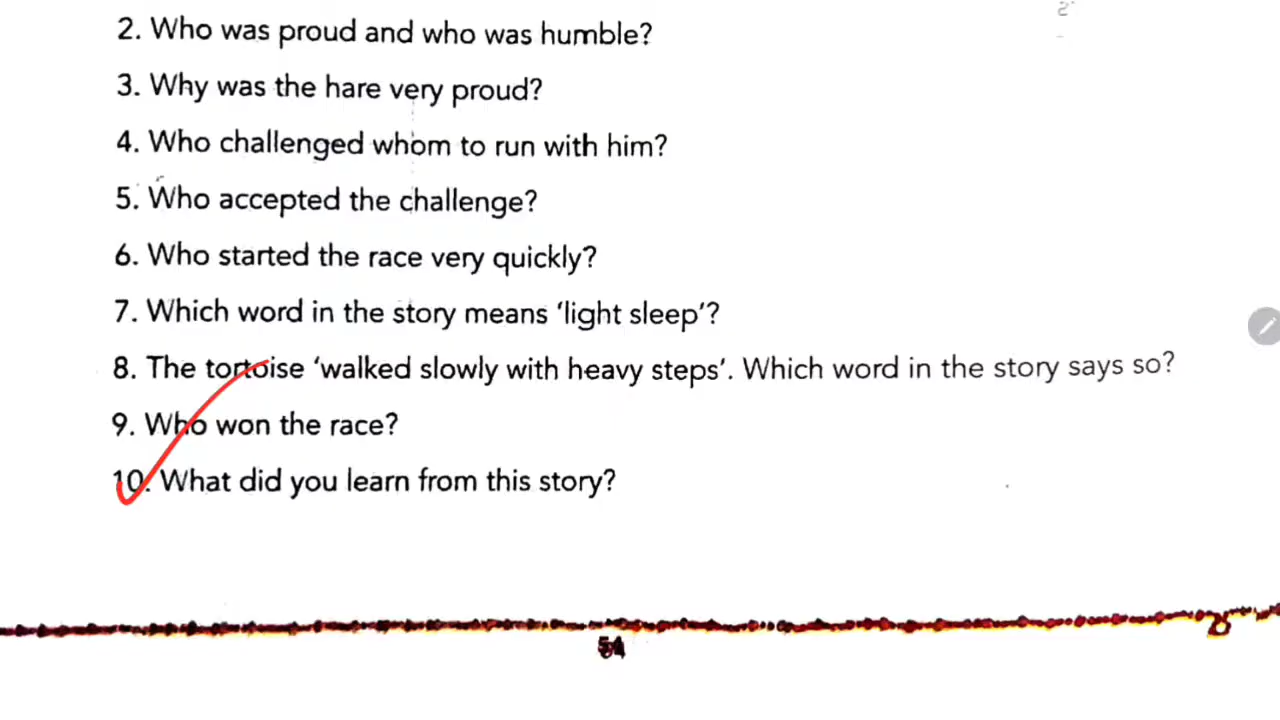 2. Who was proud and who was humble?
3. Why was the hare very proud?
4. Who challenged whom to run with him?
5. Who accepted the challenge?
6. Who started the race very quickly?
7. Which word in the story means ‘light sleep’?
8. The tortoise ‘walked slowly with heavy steps’. Which word in the story says so?
9. Who won the race?
10. What did you learn from this story?
54